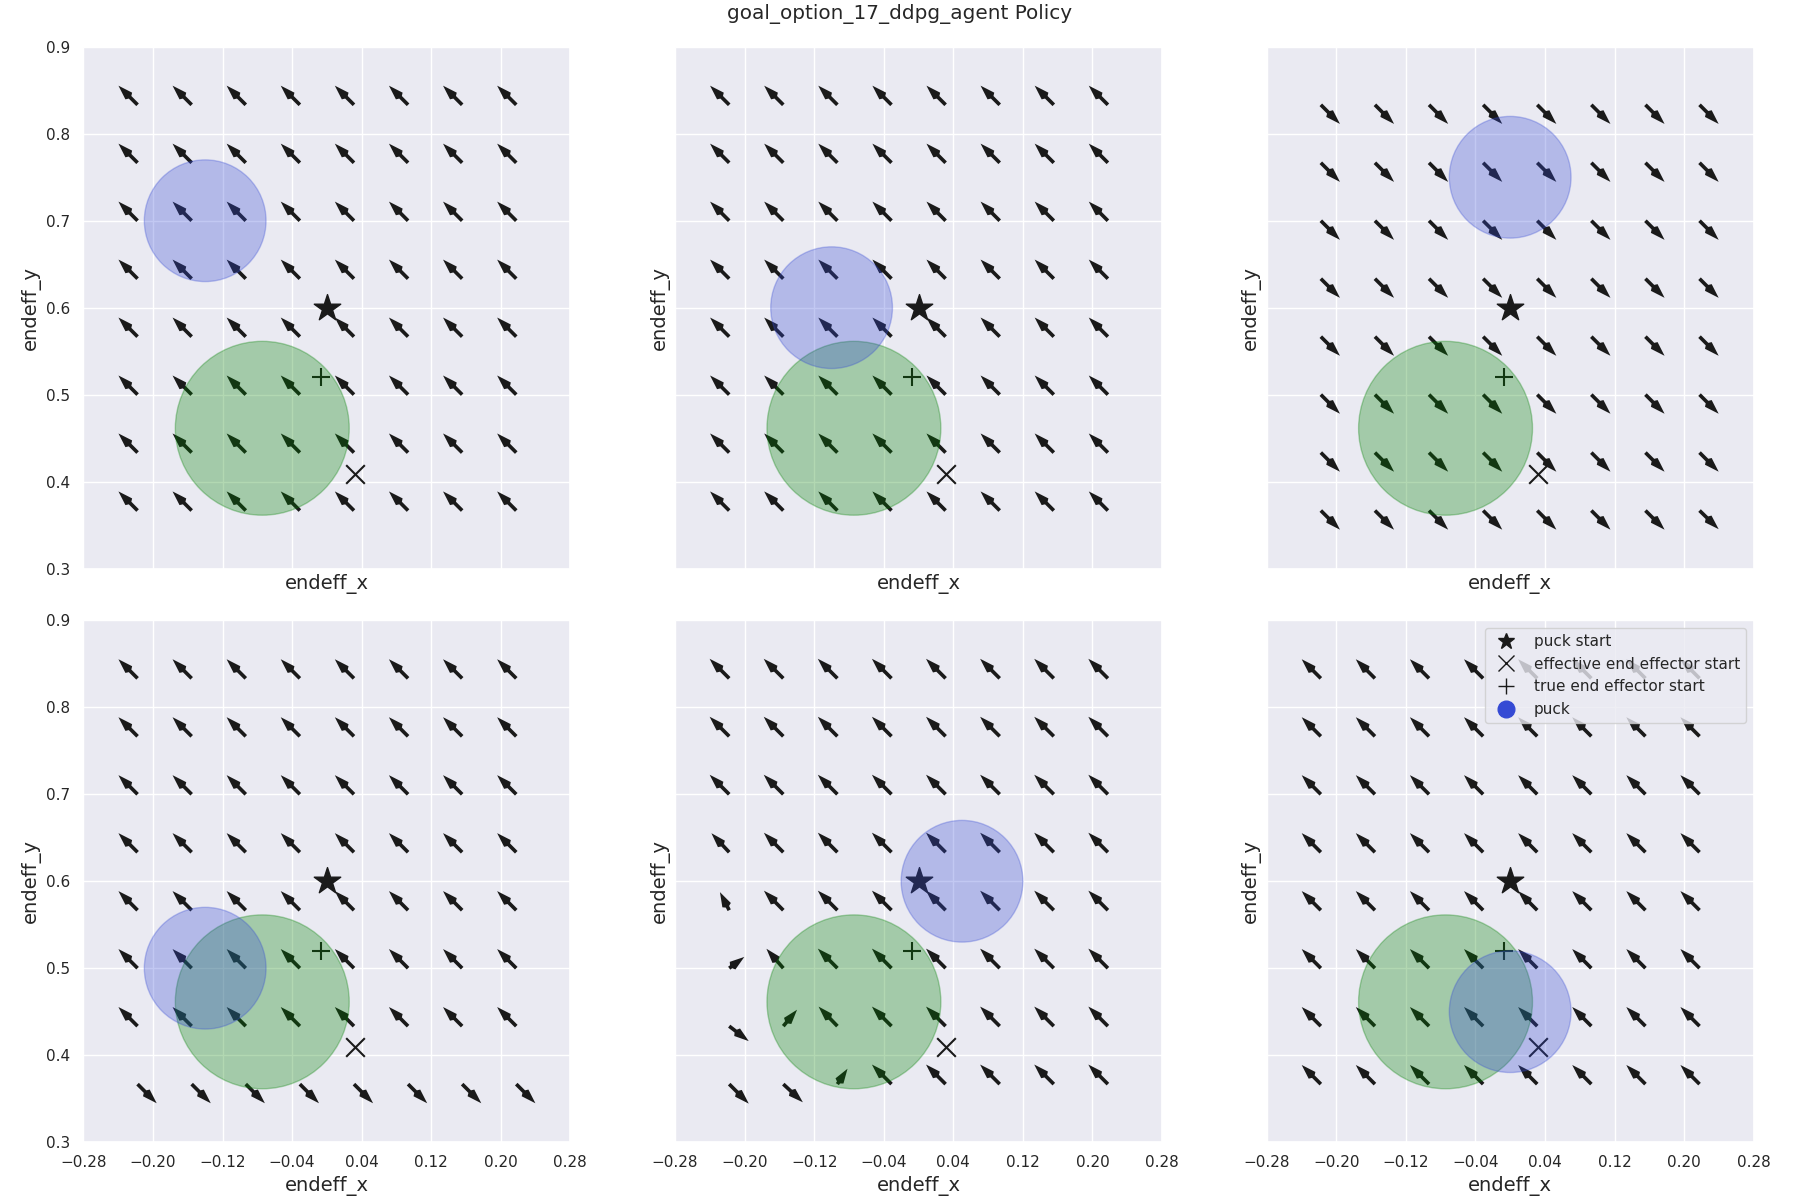 goal_option_17_ddpg_agent Policy
0.9
0.8
0.7
0.6
0.5
0.4
0.3
endeff_y
endeff_x
endeff_y
endeff_x
endeff_y
endeff_x
0.9
0.8
0.7
0.6
0.5
0.4
0.3
endeff_y
−0.28 −0.20 −0.12 −0.04 0.04 0.12 0.20 0.28
endeff_x
endeff_y
−0.28 −0.20 −0.12 −0.04 0.04 0.12 0.20 0.28
endeff_x
puck start
effective end effector start
true end effector start
puck
endeff_y
−0.28 −0.20 −0.12 −0.04 0.04 0.12 0.20 0.28
endeff_x